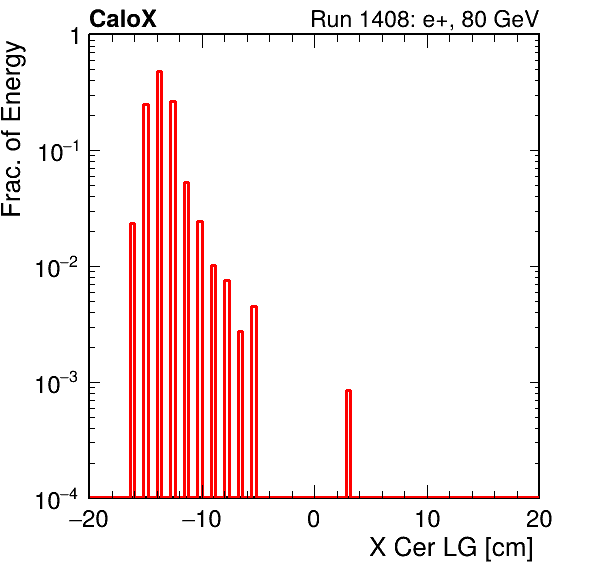 CaloX Run 1408: e+, 80 GeV
Frac. of Energy
1
10⁻¹
10⁻²
10⁻³
10⁻⁴
−20 −10 0 10 20
X Cer LG [cm]